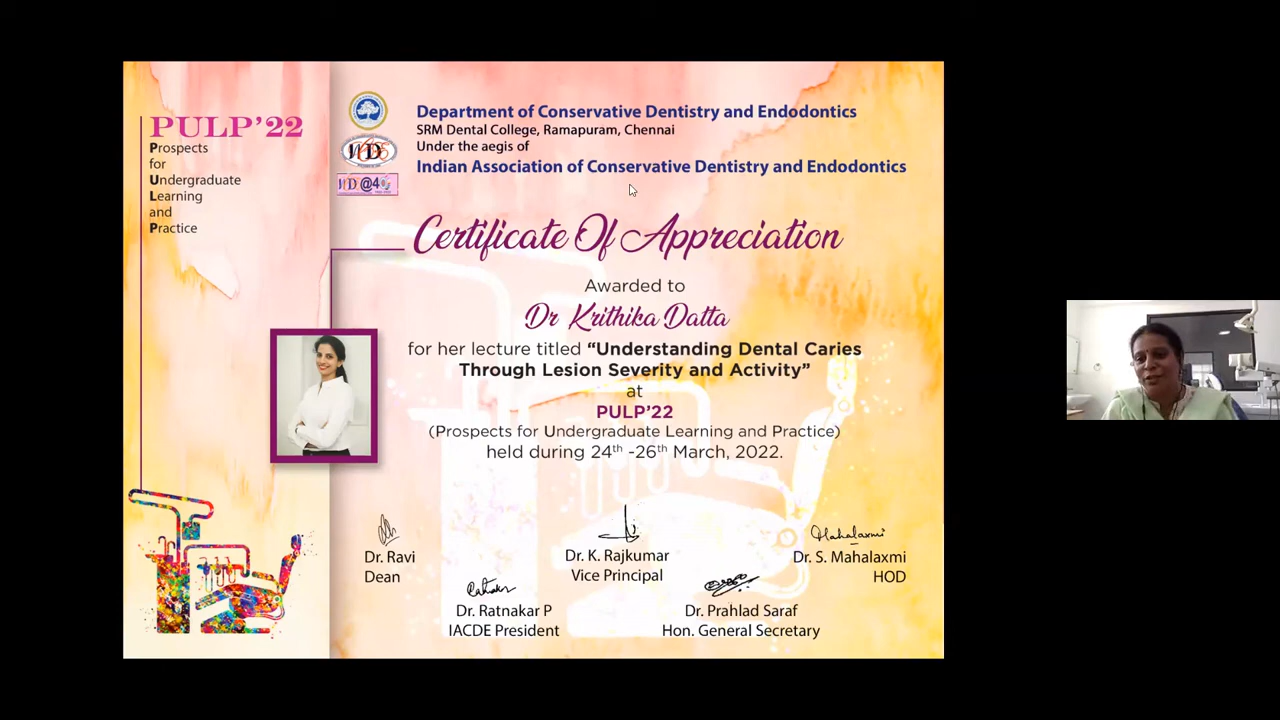 PULP’22
Prospects
for
Undergraduate
Learning
and
Practice
Department of Conservative Dentistry and Endodontics
SRM Dental College, Ramapuram, Chennai
Under the aegis of
Indian Association of Conservative Dentistry and Endodontics
Certificate Of Appreciation
Awarded to
Dr Krithika Datta
for her lecture titled “Understanding Dental Caries
Through Lesion Severity and Activity”
at
PULP’22
(Prospects for Undergraduate Learning and Practice)
held during 24th -26th March, 2022.
Dr. Ravi
Dean
Dr. K. Rajkumar
Vice Principal
Mahalaxmi
Dr. S. Mahalaxmi
HOD
Dr. Ratnakar P
IACDE President
Dr. Prahlad Saraf
Hon. General Secretary